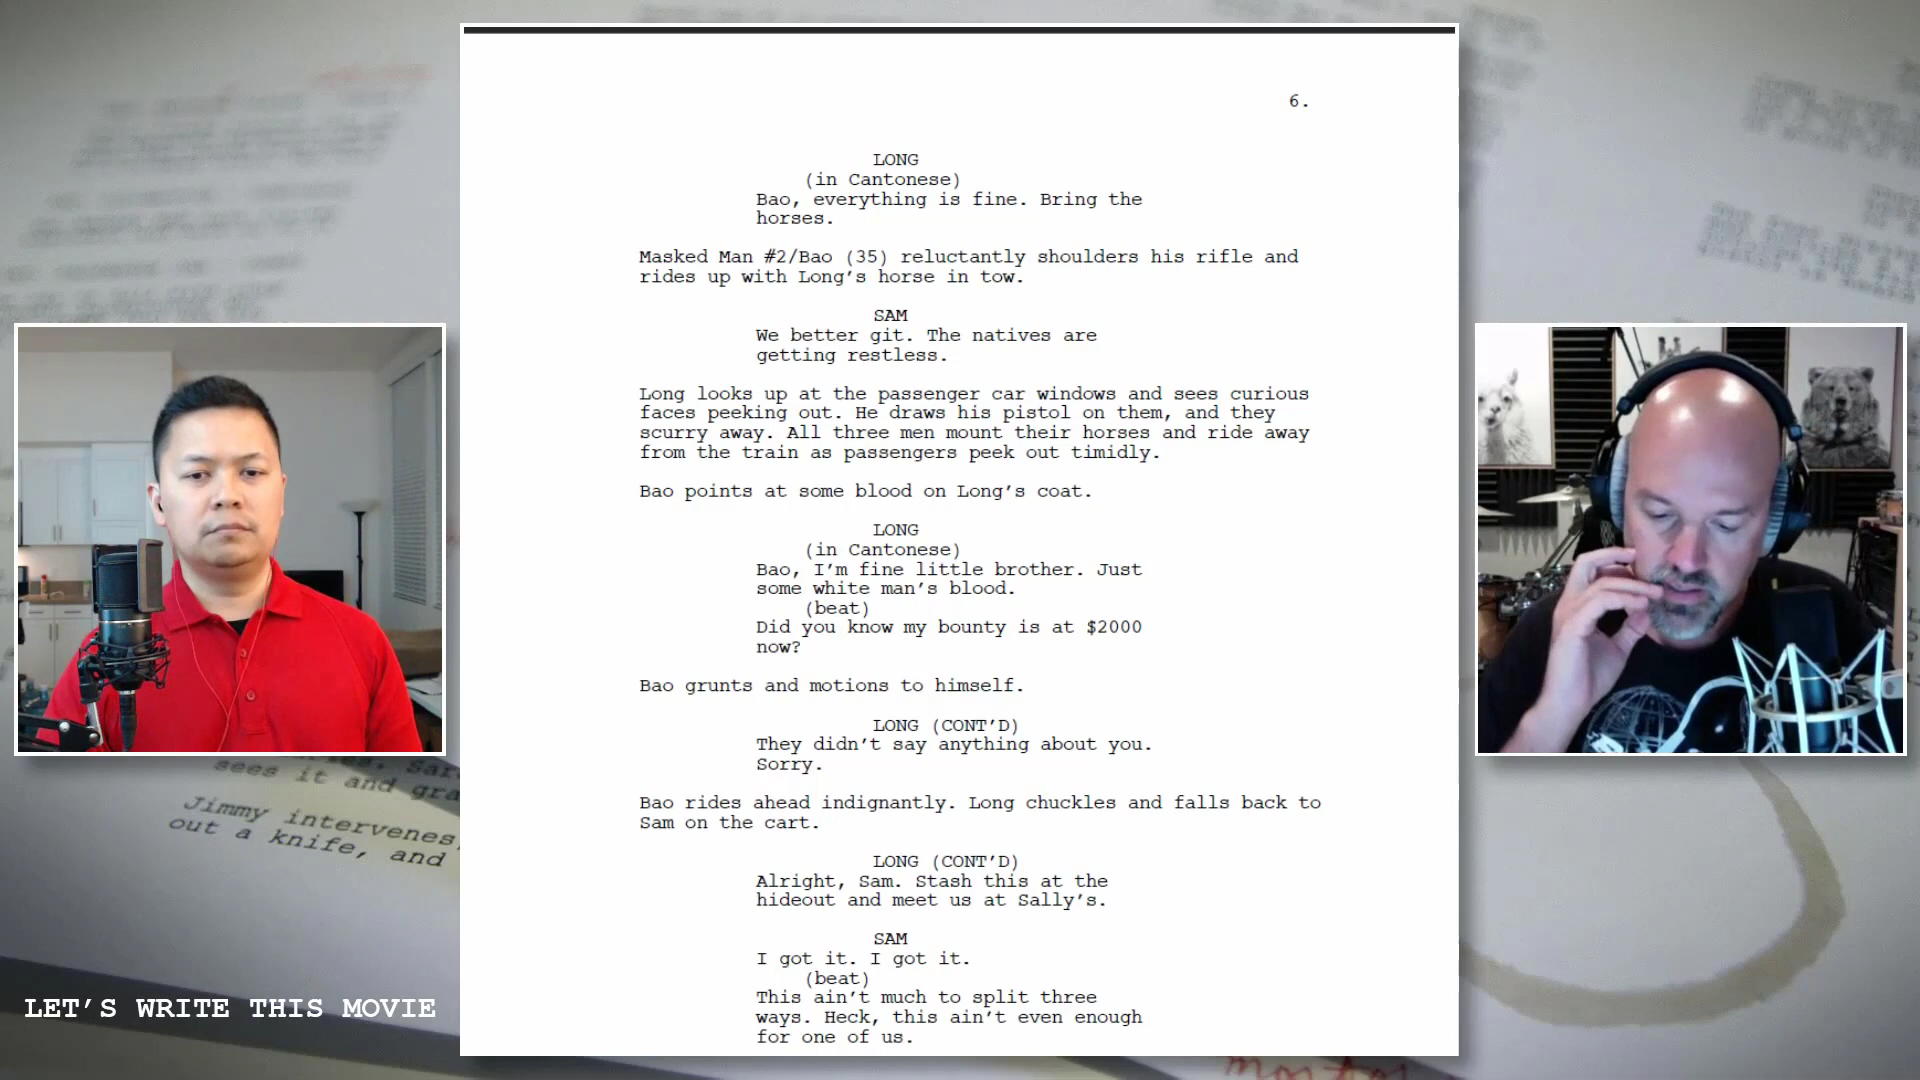 6.
LONG
(in Cantonese)
Bao, everything is fine. Bring the
horses.
Masked Man #2/Bao (35) reluctantly shoulders his rifle and
rides up with Long's horse in tow.
SAM
We better git. The natives are
getting restless.
Long looks up at the passenger car windows and sees curious
faces peeking out. He draws his pistol on them, and they
scurry away. All three men mount their horses and ride away
from the train as passengers peek out timidly.
Bao points at some blood on Long's coat.
LONG
(in Cantonese)
Bao, I'm fine little brother. Just
some white man's blood.
(beat)
Did you know my bounty is at $2000
now?
Bao grunts and motions to himself.
LONG (CONT'D)
They didn't say anything about you.
Sorry.
Bao rides ahead indignantly. Long chuckles and falls back to
Sam on the cart.
LONG (CONT'D)
Alright, Sam. Stash this at the
hideout and meet us at Sally's.
SAM
I got it. I got it.
(beat)
This ain't much to split three
ways. Heck, this ain't even enough
for one of us.
sees it and
Jimmy intervenes
out a knife, and
LET'S WRITE THIS MOVIE